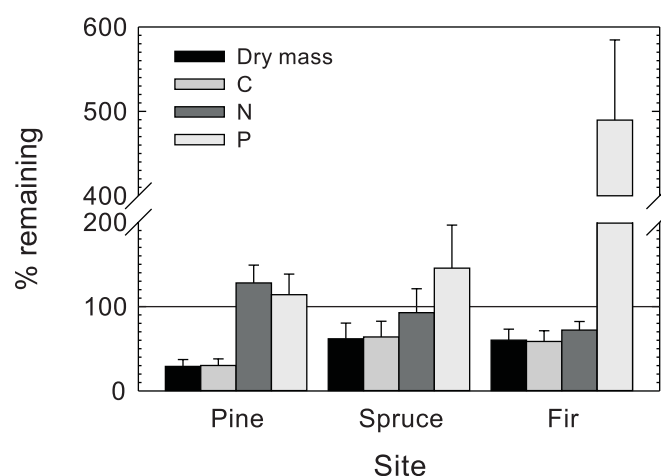 600
500
400
200
100
0
% remaining
Dry mass
C
N
P
Pine Spruce Fir
Site